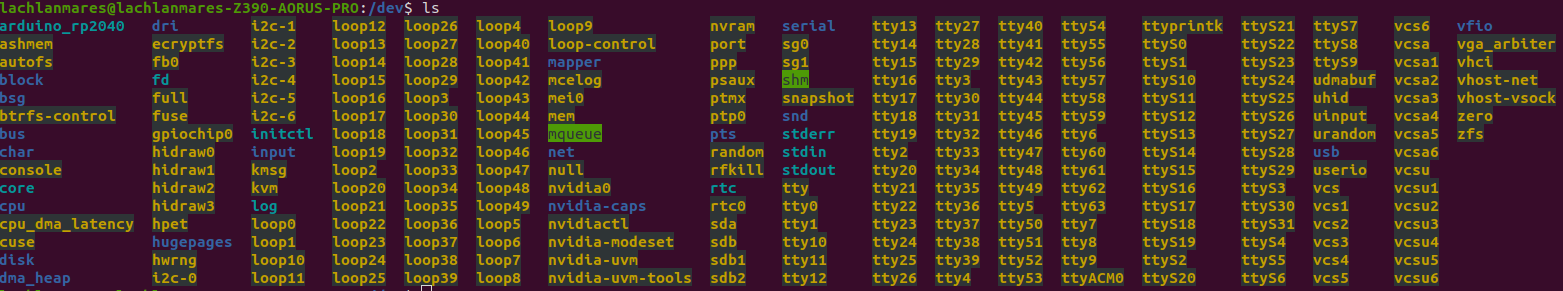 lachlanmares@lachlanmares-Z390-AORUS-PRO:/dev$ ls
arduino_rp2040 dri i2c-1 loop12 loop26 loop4 loop9 nvram serial tty13 tty27 tty40 tty54 ttyprintk ttyS21 ttyS7 vcs6 vfio
ashmem ecryptfs i2c-2 loop13 loop27 loop40 loop-control port sg0 tty14 tty28 tty41 tty55 ttyS0 ttyS22 ttyS8 vcsa vga_arbiter
autofs fb0 i2c-3 loop14 loop28 loop41 mapper ppp sg1 tty15 tty29 tty42 tty56 ttyS1 ttyS23 ttyS9 vcsa1 vhci
block fd i2c-4 loop15 loop29 loop42 mcelog psaux shm tty16 tty3 tty43 tty57 ttyS10 ttyS24 udmabuf vcsa2 vhost-net
bsg full i2c-5 loop16 loop3 loop43 mei0 ptmx snapshot tty17 tty30 tty44 tty58 ttyS11 ttyS25 uhid vcsa3 vhost-vsock
btrfs-control fuse i2c-6 loop17 loop30 loop44 mem ptp0 snd tty18 tty31 tty45 tty59 ttyS12 ttyS26 uinput vcsa4 zero
bus gpiochip0 initctl loop18 loop31 loop45 mqueue pts stderr tty19 tty32 tty46 tty6 ttyS13 ttyS27 urandom vcsa5 zfs
char hidraw0 input loop19 loop32 loop46 net random stdin tty2 tty33 tty47 tty60 ttyS14 ttyS28 usb vcsa6
console hidraw1 kmsg loop2 loop33 loop47 null rfkill stdout tty20 tty34 tty48 tty61 ttyS15 ttyS29 userio vcsu
core hidraw2 kvm loop20 loop34 loop48 nvidia0 rtc tty tty21 tty35 tty49 tty62 ttyS16 ttyS3 vcs vcsu1
cpu hidraw3 log loop21 loop35 loop49 nvidia-caps rtc0 tty0 tty22 tty36 tty5 tty63 ttyS17 ttyS30 vcs1 vcsu2
cpu_dma_latency hpet loop0 loop22 loop36 loop5 nvidiactl sda tty1 tty23 tty37 tty50 tty7 ttyS18 ttyS31 vcs2 vcsu3
cuse hugepages loop1 loop23 loop37 loop6 nvidia-modeset sdb tty10 tty24 tty38 tty51 tty8 ttyS19 ttyS4 vcs3 vcsu4
disk hwrng loop10 loop24 loop38 loop7 nvidia-uvm sdb1 tty11 tty25 tty39 tty52 tty9 ttyS2 ttyS5 vcs4 vcsu5
dma_heap i2c-0 loop11 loop25 loop39 loop8 nvidia-uvm-tools sdb2 tty12 tty26 tty4 tty53 ttyACM0 ttyS20 ttyS6 vcs5 vcsu6